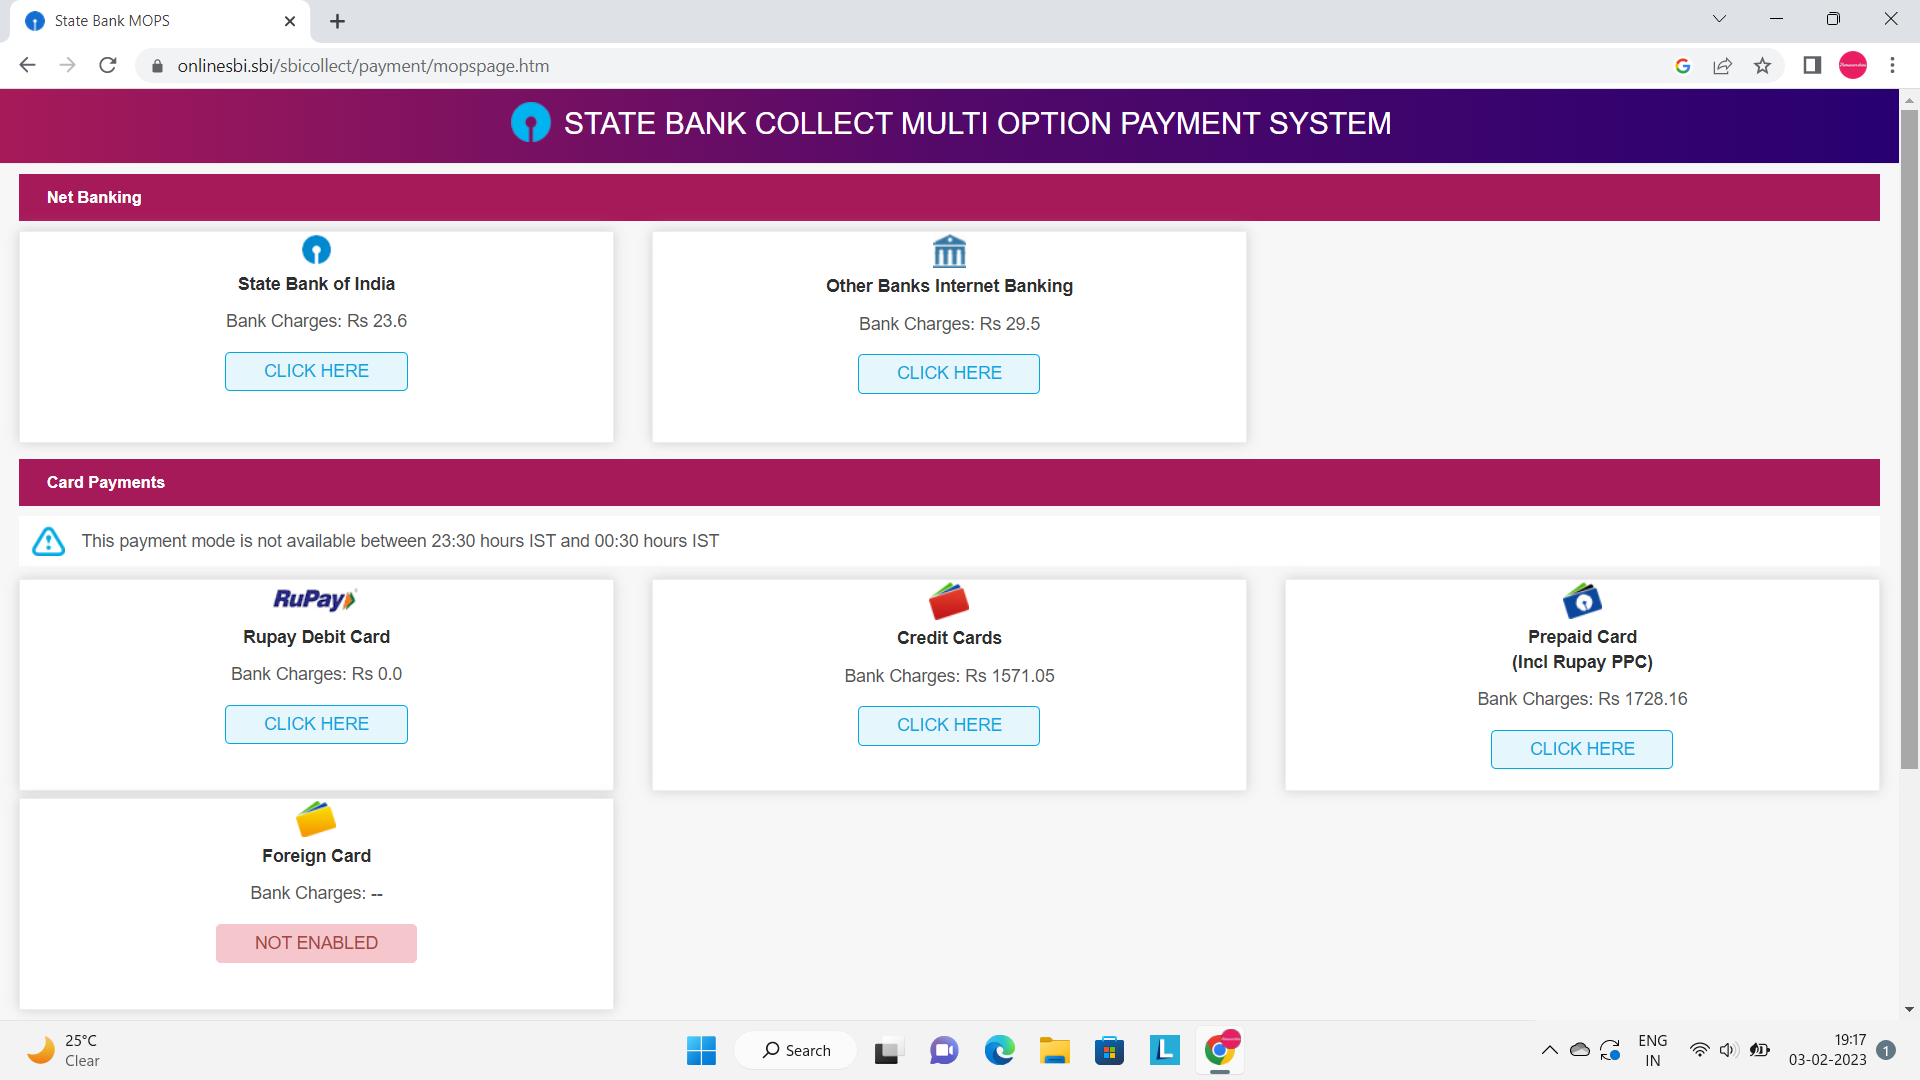 State Bank MOPS
onlinesbi.sbi/sbicollect/payment/mopspage.htm
STATE BANK COLLECT MULTI OPTION PAYMENT SYSTEM
Net Banking
State Bank of India
Bank Charges: Rs 23.6
CLICK HERE
Other Banks Internet Banking
Bank Charges: Rs 29.5
CLICK HERE
Card Payments
This payment mode is not available between 23:30 hours IST and 00:30 hours IST
RuPay
Rupay Debit Card
Bank Charges: Rs 0.0
CLICK HERE
Credit Cards
Bank Charges: Rs 1571.05
CLICK HERE
Prepaid Card
(Incl Rupay PPC)
Bank Charges: Rs 1728.16
CLICK HERE
Foreign Card
Bank Charges: --
NOT ENABLED
25°C
Clear
Search
L
ENG
IN
19:17
03-02-2023
1